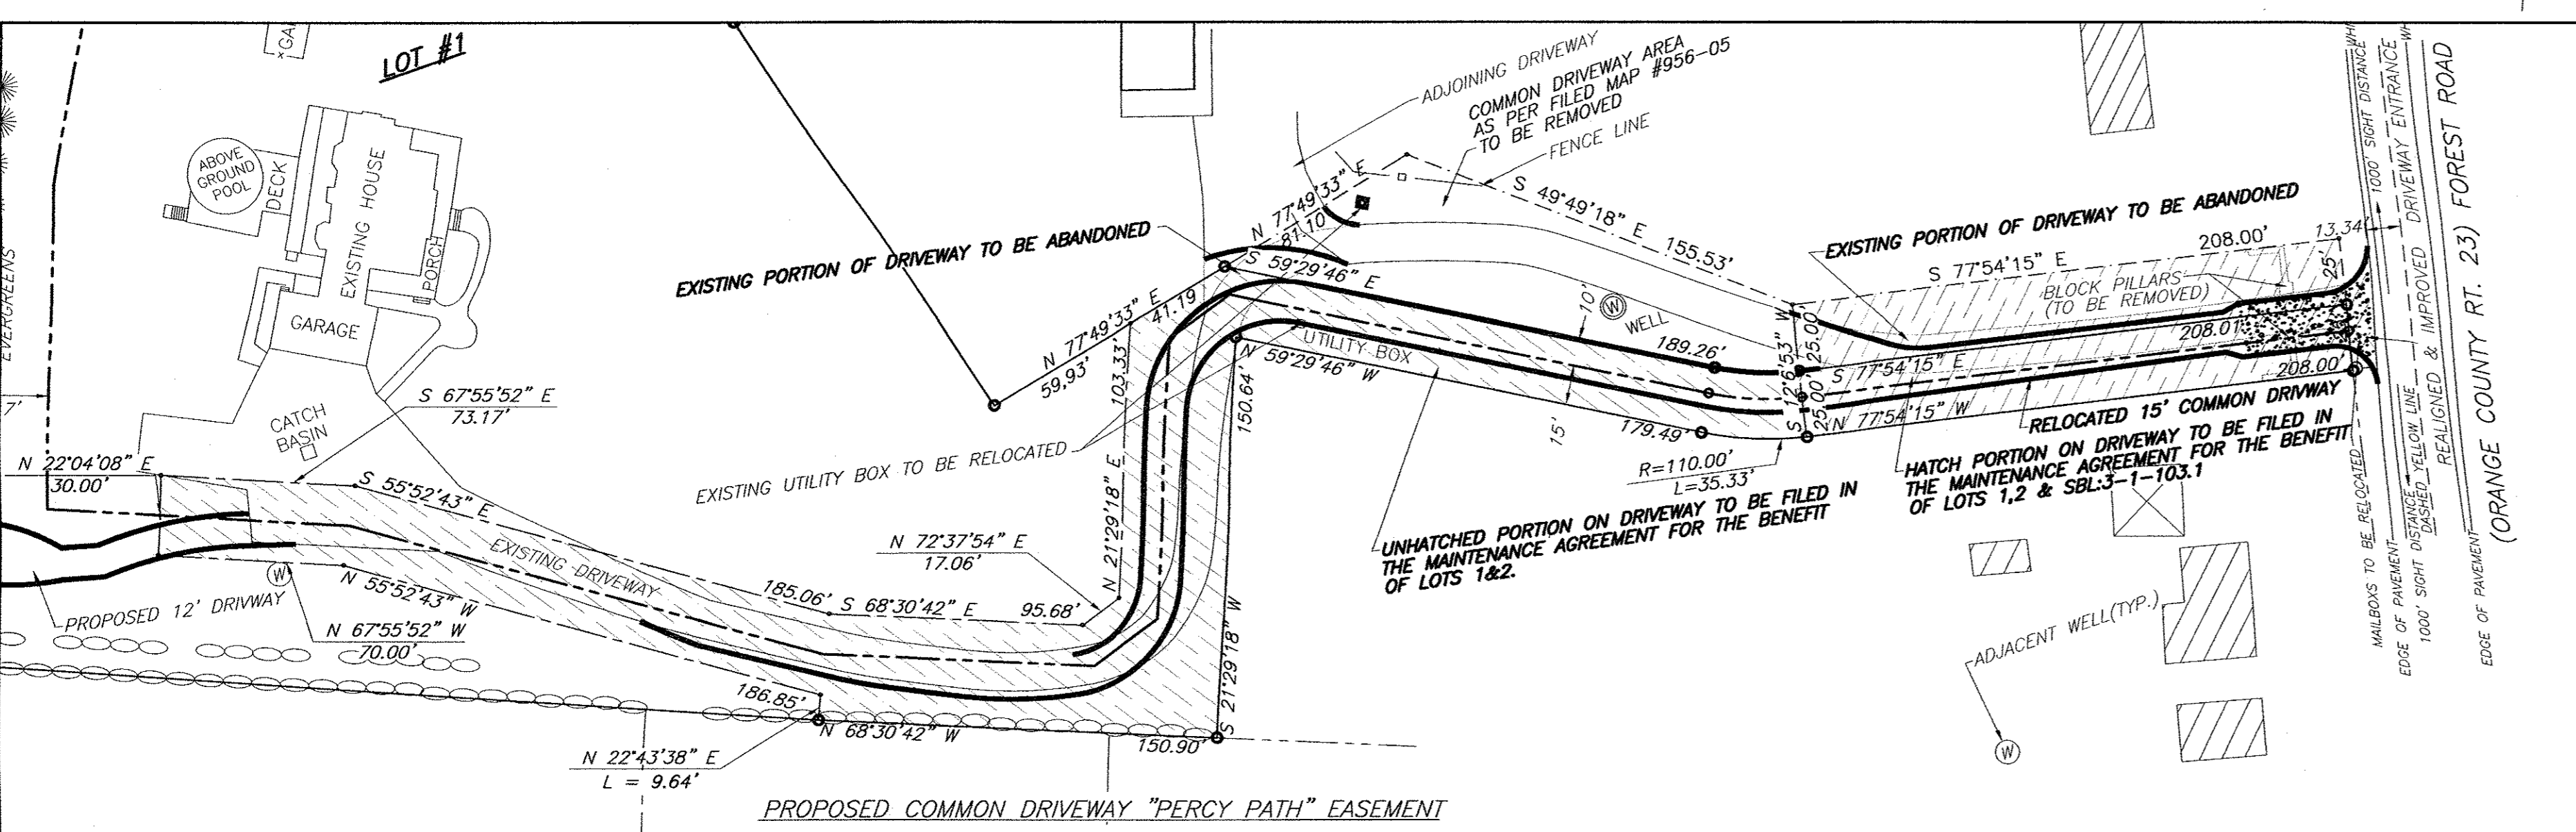 LOT #1
ABOVE
GROUND
POOL
DECK
EXISTING HOUSE
PORCH
GARAGE
EVERGREENS
7'
CATCH
BASIN
S 67°55'52" E
73.17'
N 22°04'08" E
30.00'
S 55°52'43" E
EXISTING DRIVEWAY
N 55°52'43" W
PROPOSED 12' DRIVWAY
N 67°55'52" W
70.00'
185.06'
S 68°30'42" E
95.68'
N 72°37'54" E
17.06'
186.85'
N 68°30'42" W
150.90'
N 22°43'38" E
L = 9.64'
PROPOSED COMMON DRIVEWAY "PERCY PATH" EASEMENT
EXISTING PORTION OF DRIVEWAY TO BE ABANDONED
EXISTING UTILITY BOX TO BE RELOCATED
N 77°49'33" E
59.93'
41.19
N 77°49'33" E
81.10
103.33'
N 21°29'18" E
150.64'
S 21°29'18" W
S 59°29'46" E
N 59°29'46" W
UTILITY BOX
ADJOINING DRIVEWAY
COMMON DRIVEWAY AREA
AS PER FILED MAP #956-05
TO BE REMOVED
FENCE LINE
S 49°49'18" E
155.53'
10'
W
WELL
189.26'
15'
179.49'
R=110.00'
L=35.33'
S 12°6'53" W
25.00'
25.00'
UNHATCHED PORTION ON DRIVEWAY TO BE FILED IN
THE MAINTENANCE AGREEMENT FOR THE BENEFIT
OF LOTS 1&2.
EXISTING PORTION OF DRIVEWAY TO BE ABANDONED
S 77°54'15" E
208.00'
13.34'
BLOCK PILLARS
(TO BE REMOVED)
25'
208.01'
S 77°54'15" E
208.00'
N 77°54'15" W
RELOCATED 15' COMMON DRIVWAY
HATCH PORTION ON DRIVEWAY TO BE FILED IN
THE MAINTENANCE AGREEMENT FOR THE BENEFIT
OF LOTS 1,2 & SBL:3-1-103.1
ADJACENT WELL(TYP.)
W
W
MAILBOXS TO BE RELOCATED
EDGE OF PAVEMENT
1000' SIGHT DISTANCE
DASHED YELLOW LINE
1000' SIGHT DISTANCE
DRIVEWAY ENTRANCE
REALIGNED & IMPROVED
EDGE OF PAVEMENT
(ORANGE COUNTY RT. 23) FOREST ROAD